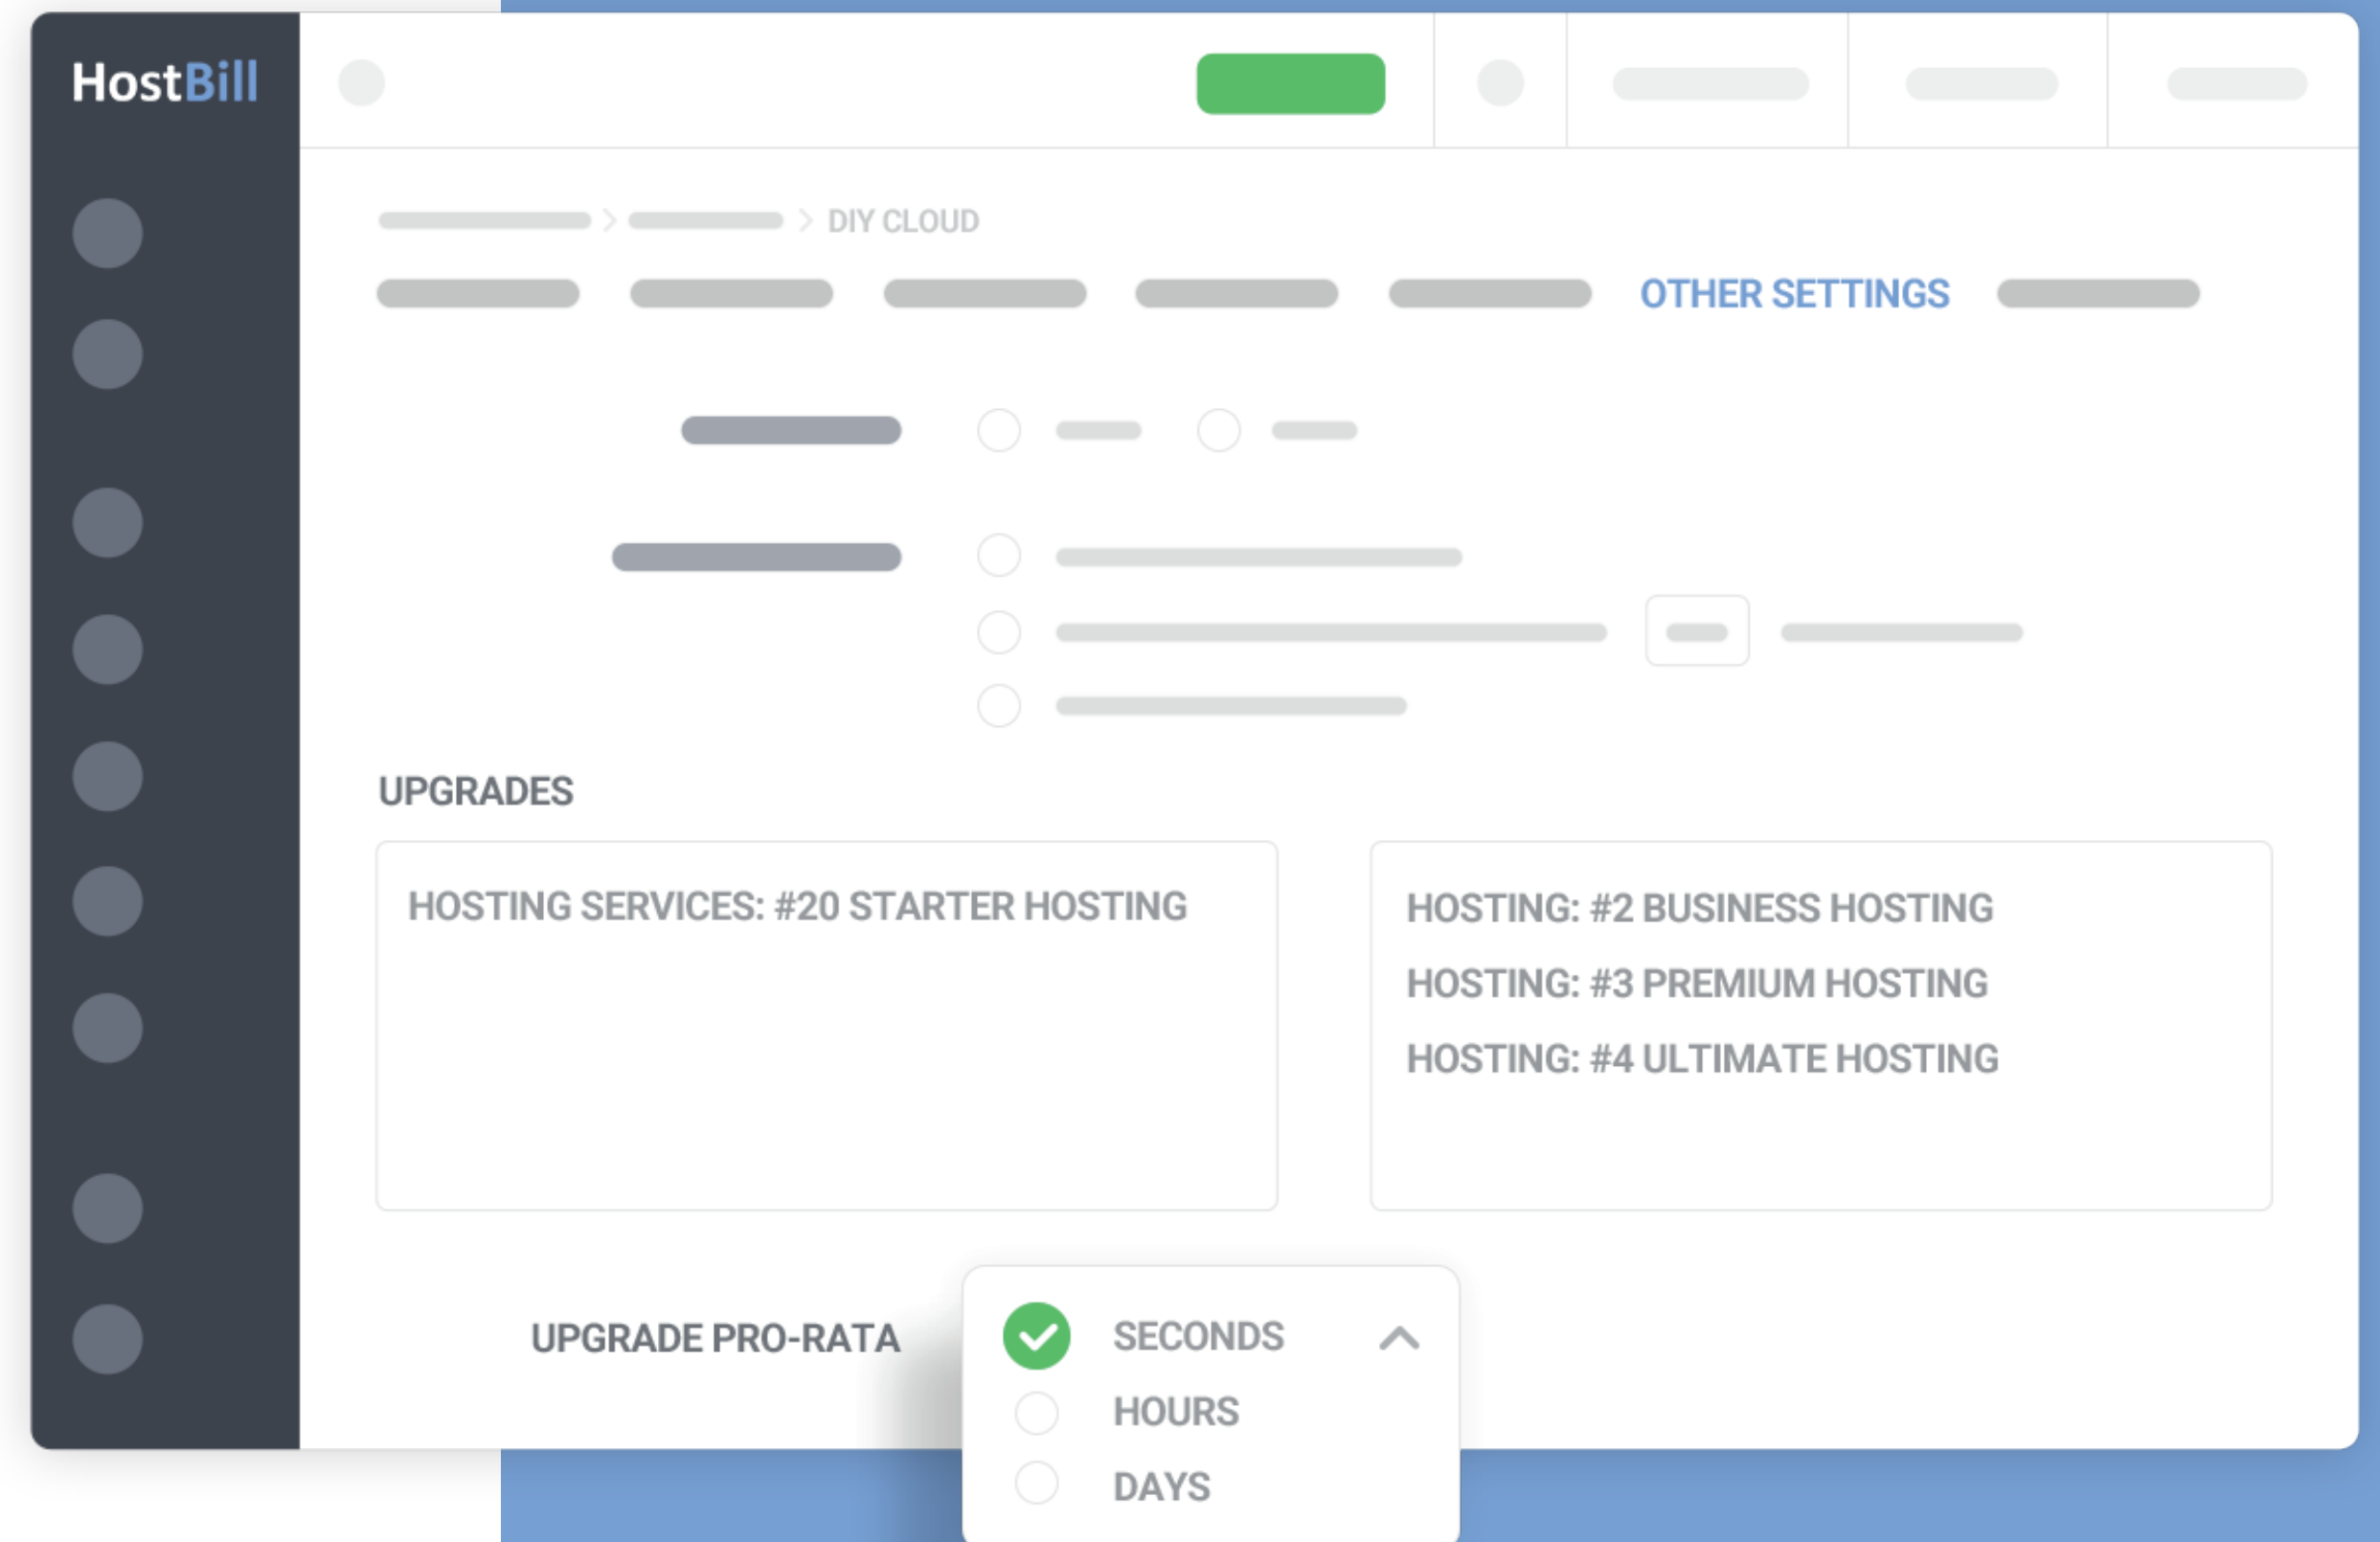 HostBill
DIY CLOUD
OTHER SETTINGS
UPGRADES
HOSTING SERVICES: #20 STARTER HOSTING
HOSTING: #2 BUSINESS HOSTING
HOSTING: #3 PREMIUM HOSTING
HOSTING: #4 ULTIMATE HOSTING
UPGRADE PRO-RATA
SECONDS
HOURS
DAYS